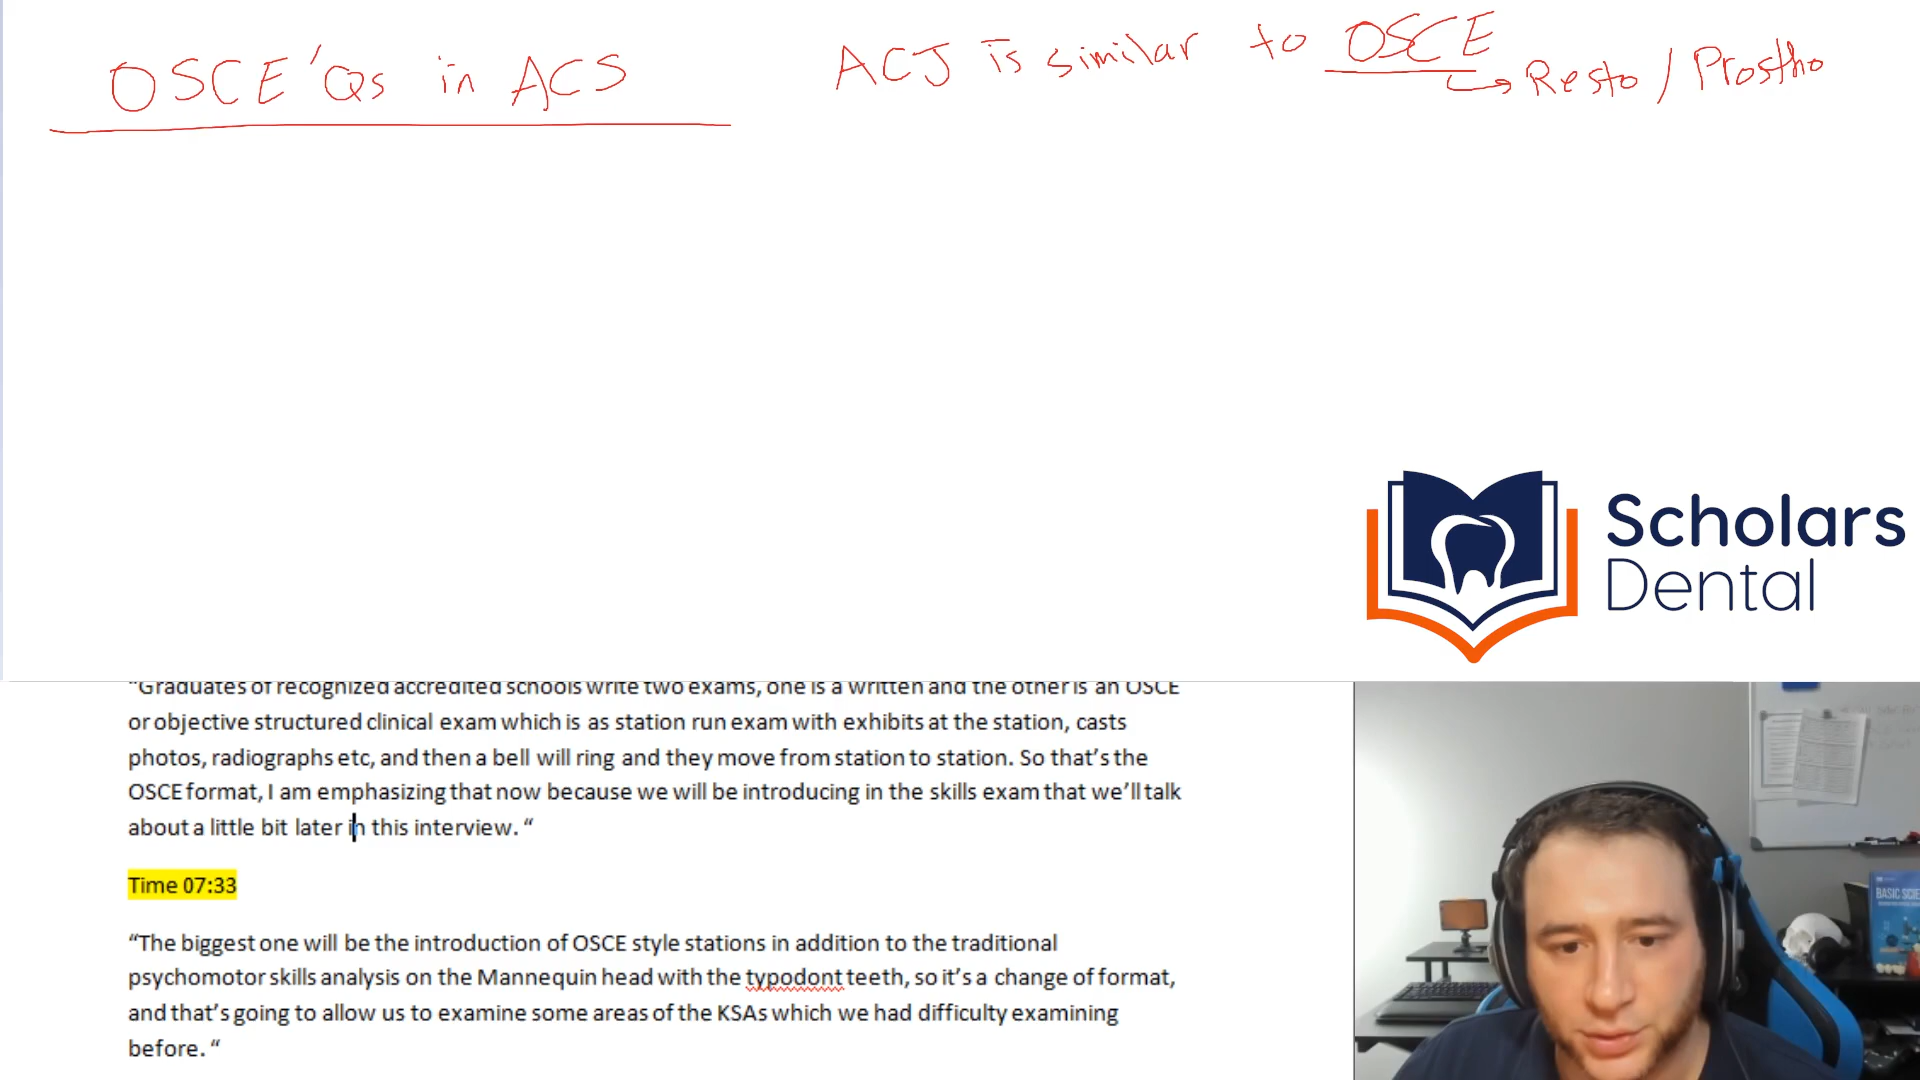 OSCE'Qs in ACS
ACJ is similar to OSCE
Resto / Prostho
Scholars
Dental
"Graduates of recognized accredited schools write two exams, one is a written and the other is an OSCE
or objective structured clinical exam which is as station run exam with exhibits at the station, casts
photos, radiographs etc, and then a bell will ring and they move from station to station. So that's the
OSCE format, I am emphasizing that now because we will be introducing in the skills exam that we'll talk
about a little bit later in this interview. "
Time 07:33
"The biggest one will be the introduction of OSCE style stations in addition to the traditional
psychomotor skills analysis on the Mannequin head with the typodont teeth, so it's a change of format,
and that's going to allow us to examine some areas of the KSAs which we had difficulty examining
before. "
BASIC SCIE